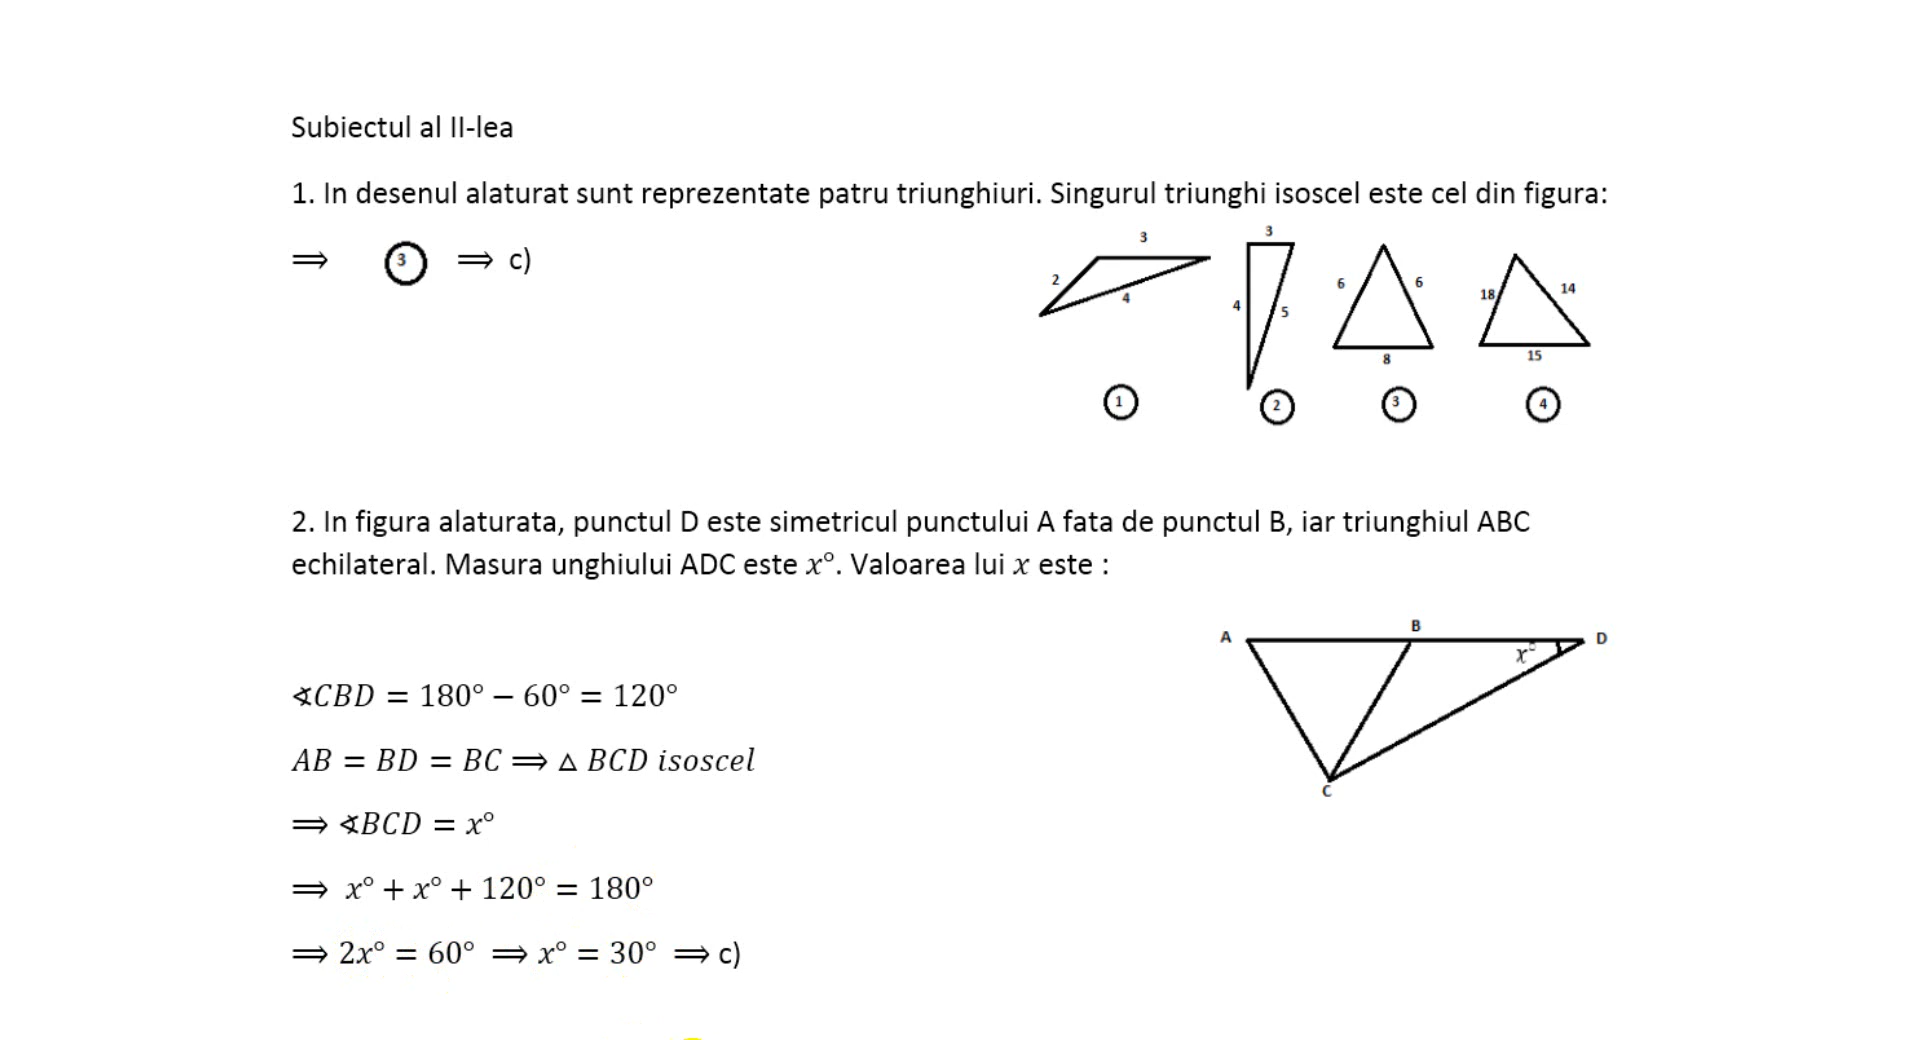 Subiectul al II-lea
1. In desenul alaturat sunt reprezentate patru triunghiuri. Singurul triunghi isoscel este cel din figura:
⟹ 3 ⟹ c)
3
2
4
3
4
5
6
6
8
18
14
15
1
2
3
4
2. In figura alaturata, punctul D este simetricul punctului A fata de punctul B, iar triunghiul ABC
echilateral. Masura unghiului ADC este x°. Valoarea lui x este :
A
B
D
x°
C
∢CBD = 180° − 60° = 120°
AB = BD = BC ⟹ △ BCD isoscel
⟹ ∢BCD = x°
⟹ x° + x° + 120° = 180°
⟹ 2x° = 60° ⟹ x° = 30° ⟹ c)